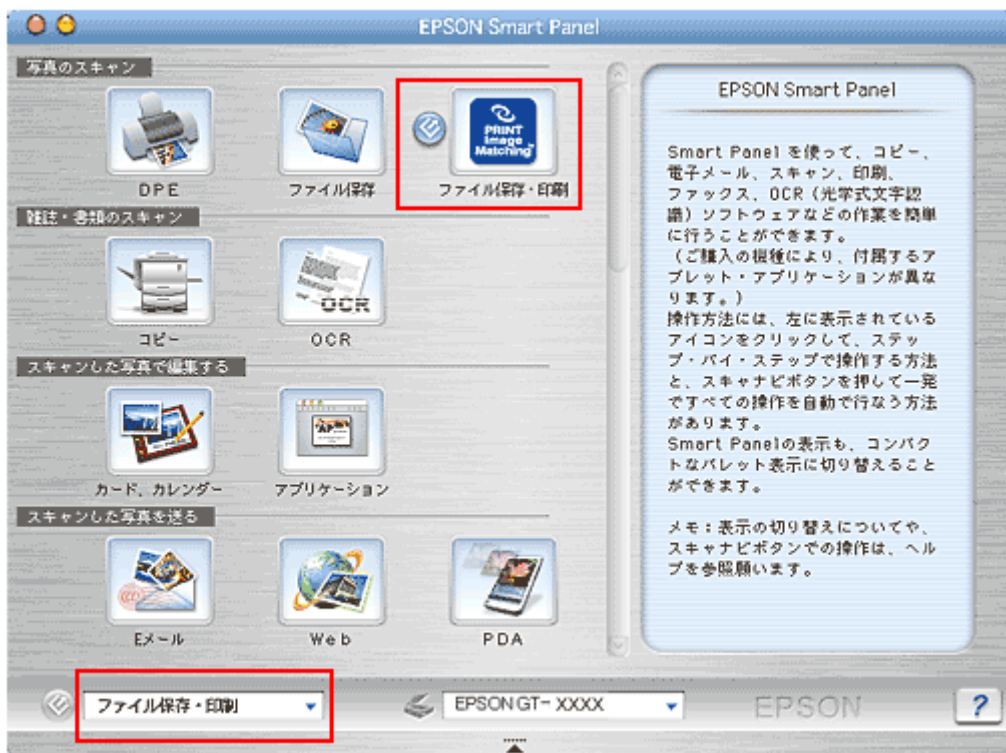 EPSON Smart Panel
写真のスキャン
PRINT
Image
Matching™
DPE
ファイル保存
ファイル保存・印刷
雑誌・書類のスキャン
OCR
コピー
OCR
スキャンした写真で編集する
カード、カレンダー
アプリケーション
スキャンした写真を送る
Eメール
Web
PDA
EPSON Smart Panel
Smart Panel を使って、コピー、
電子メール、スキャン、印刷、
ファックス、OCR（光学式文字認
識）ソフトウェアなどの作業を簡単
に行うことができます。
（ご購入の機種により、付属するア
プレット・アプリケーションが異な
ります。）
操作方法には、左に表示されている
アイコンをクリックして、ステッ
プ・バイ・ステップで操作する方法
と、スキャナビボタンを押して一発
ですべての操作を自動で行なう方法
があります。
Smart Panelの表示も、コンパク
トなパレット表示に切り替えること
ができます。
メモ：表示の切り替えについてや、
スキャナビボタンでの操作は、ヘル
プを参照願います。
ファイル保存・印刷
EPSON GT- XXXX
EPSON
?